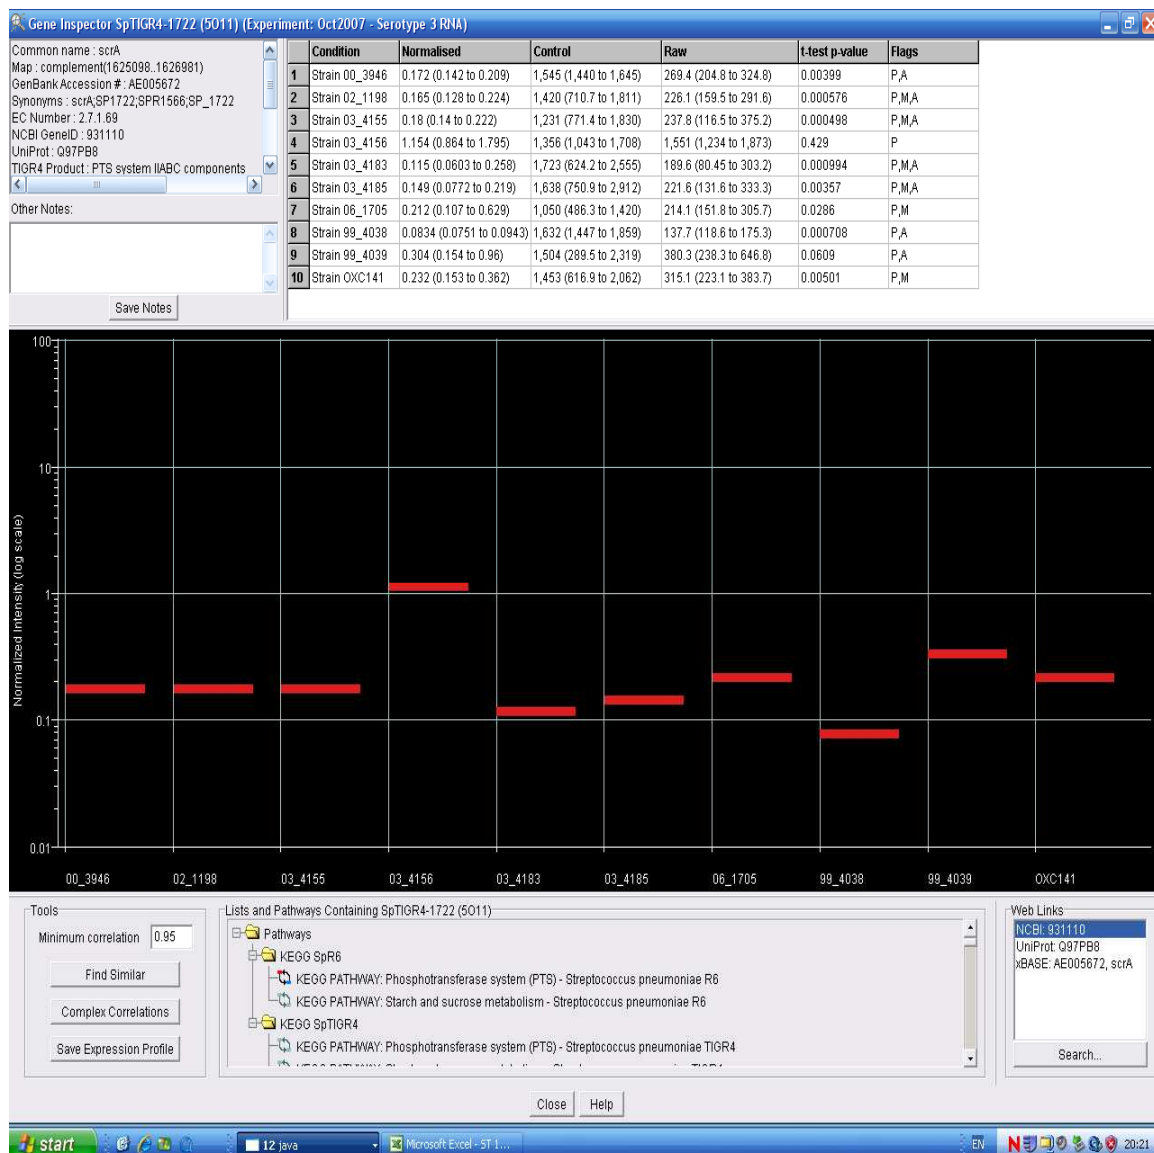 Gene Inspector SpTIGR4-1722 (5O11) (Experiment: Oct2007 - Serotype 3 RNA)
Common name : scrA
Map : complement(1625098..1626981)
GenBank Accession # : AE005672
Synonyms : scrA;SP1722;SPR1566;SP_1722
EC Number : 2.7.1.69
NCBI GeneID : 931110
UniProt : Q97PB8
TIGR4 Product : PTS system IIABC components
Other Notes:
Save Notes
Condition Normalised Control Raw t-test p-value Flags
1 Strain 00_3946 0.172 (0.142 to 0.209) 1,545 (1,440 to 1,645) 269.4 (204.8 to 324.8) 0.00399 P,A
2 Strain 02_1198 0.165 (0.128 to 0.224) 1,420 (710.7 to 1,811) 226.1 (159.5 to 291.6) 0.000576 P,M,A
3 Strain 03_4155 0.18 (0.14 to 0.222) 1,231 (771.4 to 1,830) 237.8 (116.5 to 375.2) 0.000498 P,M,A
4 Strain 03_4156 1.154 (0.864 to 1.795) 1,356 (1,043 to 1,708) 1,551 (1,234 to 1,873) 0.429 P
5 Strain 03_4183 0.115 (0.0603 to 0.258) 1,723 (624.2 to 2,555) 189.6 (80.45 to 303.2) 0.000994 P,M,A
6 Strain 03_4185 0.149 (0.0772 to 0.219) 1,638 (750.9 to 2,912) 221.6 (131.6 to 333.3) 0.00357 P,M,A
7 Strain 06_1705 0.212 (0.107 to 0.629) 1,050 (486.3 to 1,420) 214.1 (151.8 to 305.7) 0.0286 P,M
8 Strain 99_4038 0.0834 (0.0751 to 0.0943) 1,632 (1,447 to 1,859) 137.7 (118.6 to 175.3) 0.000708 P,A
9 Strain 99_4039 0.304 (0.154 to 0.96) 1,504 (289.5 to 2,319) 380.3 (238.3 to 646.8) 0.0609 P,A
10 Strain OXC141 0.232 (0.153 to 0.362) 1,453 (616.9 to 2,062) 315.1 (223.1 to 383.7) 0.00501 P,M
Normalized Intensity (log scale)
100
10
1
0.1
0.01
00_3946 02_1198 03_4155 03_4156 03_4183 03_4185 06_1705 99_4038 99_4039 OXC141
Tools
Minimum correlation 0.95
Find Similar
Complex Correlations
Save Expression Profile
Lists and Pathways Containing SpTIGR4-1722 (5O11)
Pathways
KEGG SpR6
KEGG PATHWAY: Phosphotransferase system (PTS) - Streptococcus pneumoniae R6
KEGG PATHWAY: Starch and sucrose metabolism - Streptococcus pneumoniae R6
KEGG SpTIGR4
KEGG PATHWAY: Phosphotransferase system (PTS) - Streptococcus pneumoniae TIGR4
Web Links
NCBI: 931110
UniProt: Q97PB8
xBASE: AE005672, scrA
Search...
Close Help
start 12 java Microsoft Excel - ST 1... EN 20:21